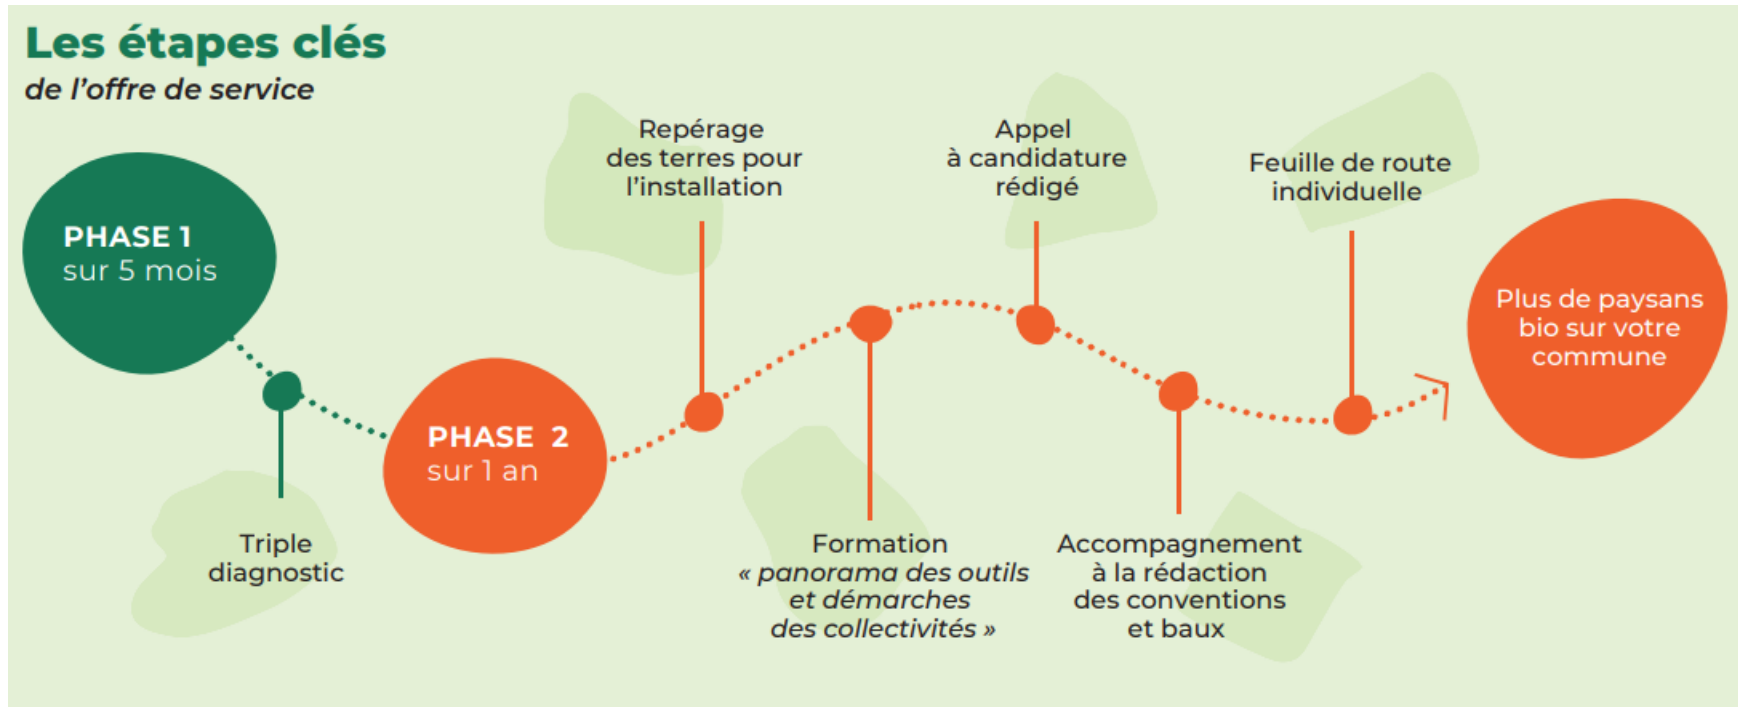 Les étapes clés
de l'offre de service
PHASE 1
sur 5 mois
Triple
diagnostic
PHASE 2
sur 1 an
Repérage
des terres pour
l'installation
Formation
« panorama des outils
et démarches
des collectivités »
Appel
à candidature
rédigé
Accompagnement
à la rédaction
des conventions
et baux
Feuille de route
individuelle
Plus de paysans
bio sur votre
commune